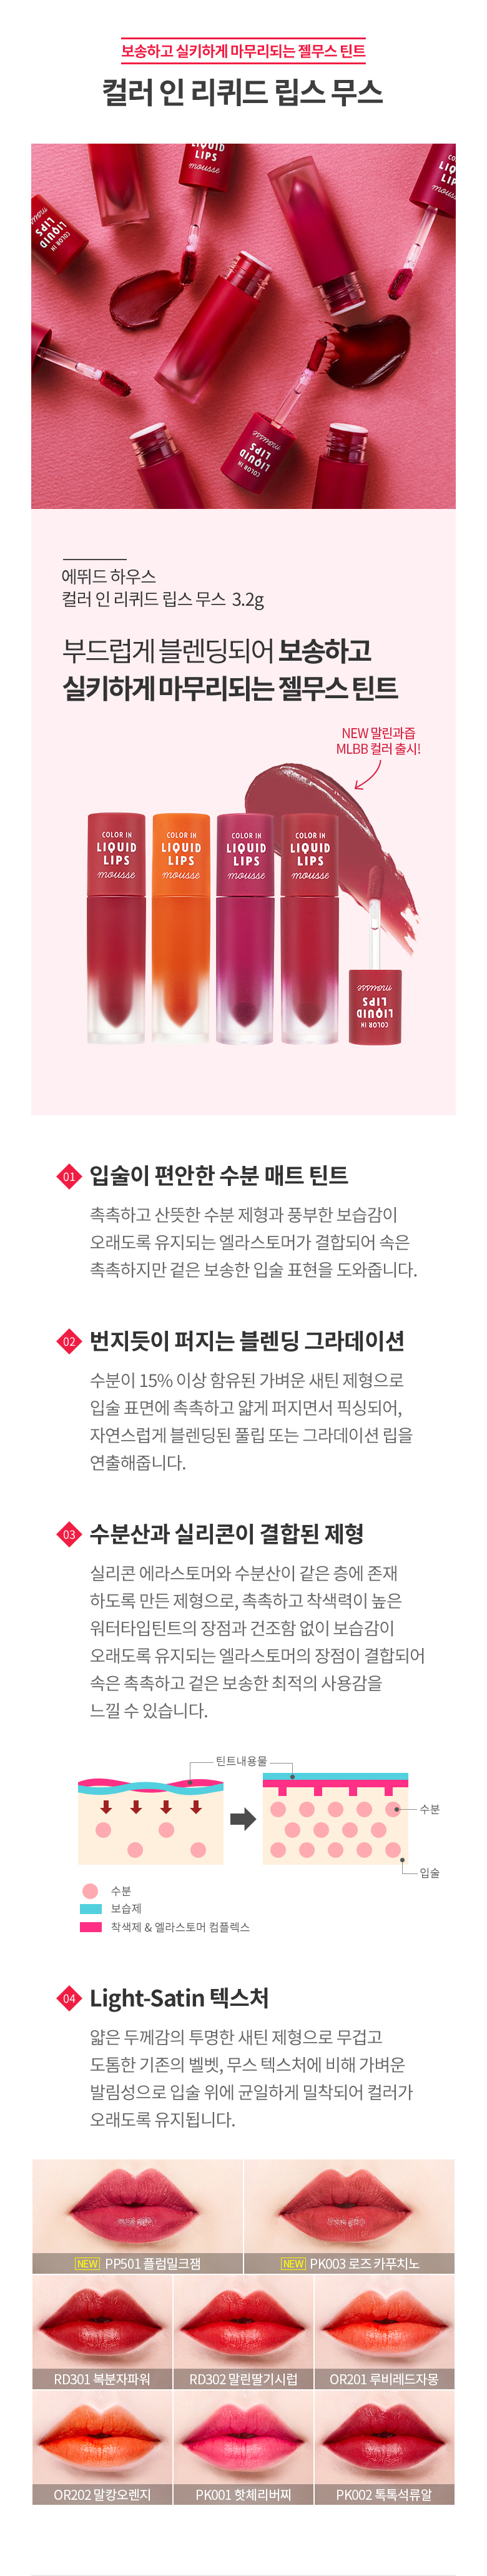 보송하고 실키하게 마무리되는 젤무스 틴트
컬러 인 리퀴드 립스 무스
LIQUID
LIPS
mousse
COLOR IN
LIQUID
LIPS
mousse
COLOR IN
LIQUID
LIPS
mousse
에뛰드 하우스
컬러 인 리퀴드 립스 무스 3.2g
부드럽게 블렌딩되어 보송하고
실키하게 마무리되는 젤무스 틴트
NEW 말린과즙
MLBB 컬러 출시!
COLOR IN
LIQUID
LIPS
mousse
COLOR IN
LIQUID
LIPS
mousse
COLOR IN
LIQUID
LIPS
mousse
COLOR IN
LIQUID
LIPS
mousse
COLOR IN
LIQUID
LIPS
mousse
01 입술이 편안한 수분 매트 틴트
촉촉하고 산뜻한 수분 제형과 풍부한 보습감이
오래도록 유지되는 엘라스토머가 결합되어 속은
촉촉하지만 겉은 보송한 입술 표현을 도와줍니다.
02 번지듯이 퍼지는 블렌딩 그라데이션
수분이 15% 이상 함유된 가벼운 새틴 제형으로
입술 표면에 촉촉하고 얇게 퍼지면서 픽싱되어,
자연스럽게 블렌딩된 풀립 또는 그라데이션 립을
연출해줍니다.
03 수분산과 실리콘이 결합된 제형
실리콘 에라스토머와 수분산이 같은 층에 존재
하도록 만든 제형으로, 촉촉하고 착색력이 높은
워터타입틴트의 장점과 건조함 없이 보습감이
오래도록 유지되는 엘라스토머의 장점이 결합되어
속은 촉촉하고 겉은 보송한 최적의 사용감을
느낄 수 있습니다.
틴트내용물
수분
입술
수분
보습제
착색제 & 엘라스토머 컴플렉스
04 Light-Satin 텍스처
얇은 두께감의 투명한 새틴 제형으로 무겁고
도톰한 기존의 벨벳, 무스 텍스처에 비해 가벼운
발림성으로 입술 위에 균일하게 밀착되어 컬러가
오래도록 유지됩니다.
NEW PP501 플럼밀크잼
NEW PK003 로즈 카푸치노
RD301 복분자파워
RD302 말린딸기시럽
OR201 루비레드자몽
OR202 말캉오렌지
PK001 핫체리버찌
PK002 톡톡석류알